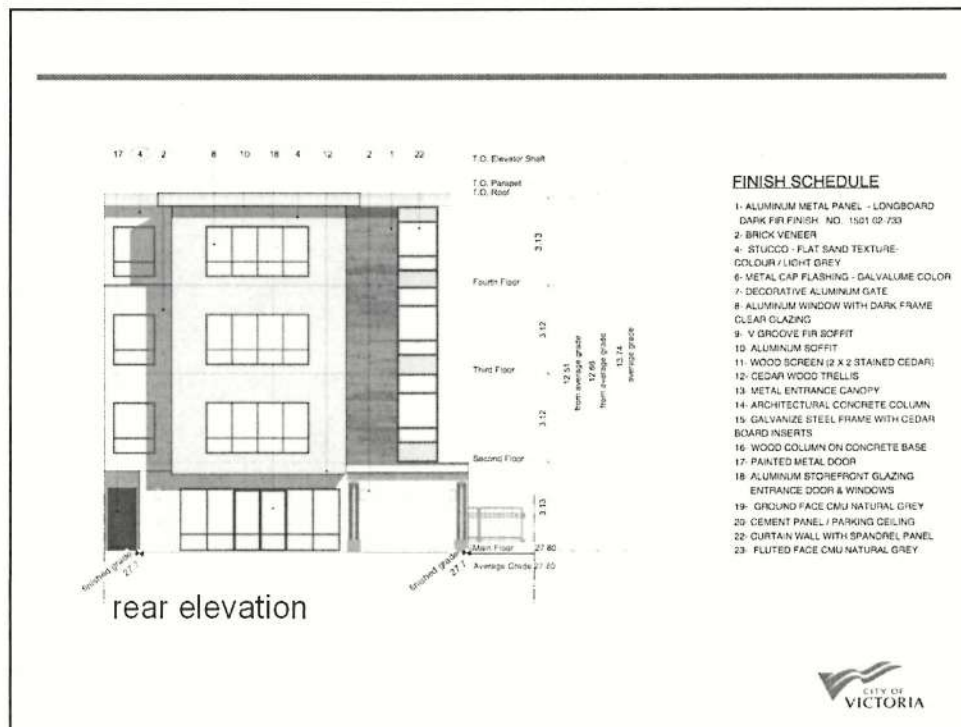 17 4 2 8 10 18 4 12 2 1 22
T.O. Elevator Shaft
T.O. Parapet
T.O. Roof
3.13
Fourth Floor
3.12
Third Floor
12.51
from average grade
12.66
from average grade
13.74
average grade
3.12
Second Floor
3.13
Main Floor 27.80
Average Grade 27.80
finished grade
27.7
finished grade
27.7
rear elevation
FINISH SCHEDULE
1- ALUMINUM METAL PANEL - LONGBOARD
DARK FIR FINISH NO. 1501 02-733
2- BRICK VENEER
4- STUCCO - FLAT SAND TEXTURE-
COLOUR / LIGHT GREY
6- METAL CAP FLASHING - GALVALUME COLOR
7- DECORATIVE ALUMINUM GATE
8- ALUMINUM WINDOW WITH DARK FRAME
CLEAR GLAZING
9- V GROOVE FIR SOFFIT
10- ALUMINUM SOFFIT
11- WOOD SCREEN (2 X 2 STAINED CEDAR)
12- CEDAR WOOD TRELLIS
13- METAL ENTRANCE CANOPY
14- ARCHITECTURAL CONCRETE COLUMN
15- GALVANIZE STEEL FRAME WITH CEDAR
BOARD INSERTS
16- WOOD COLUMN ON CONCRETE BASE
17- PAINTED METAL DOOR
18- ALUMINUM STOREFRONT GLAZING
ENTRANCE DOOR & WINDOWS
19- GROUND FACE CMU NATURAL GREY
20- CEMENT PANEL / PARKING CEILING
22- CURTAIN WALL WITH SPANDREL PANEL
23- FLUTED FACE CMU NATURAL GREY
CITY OF
VICTORIA